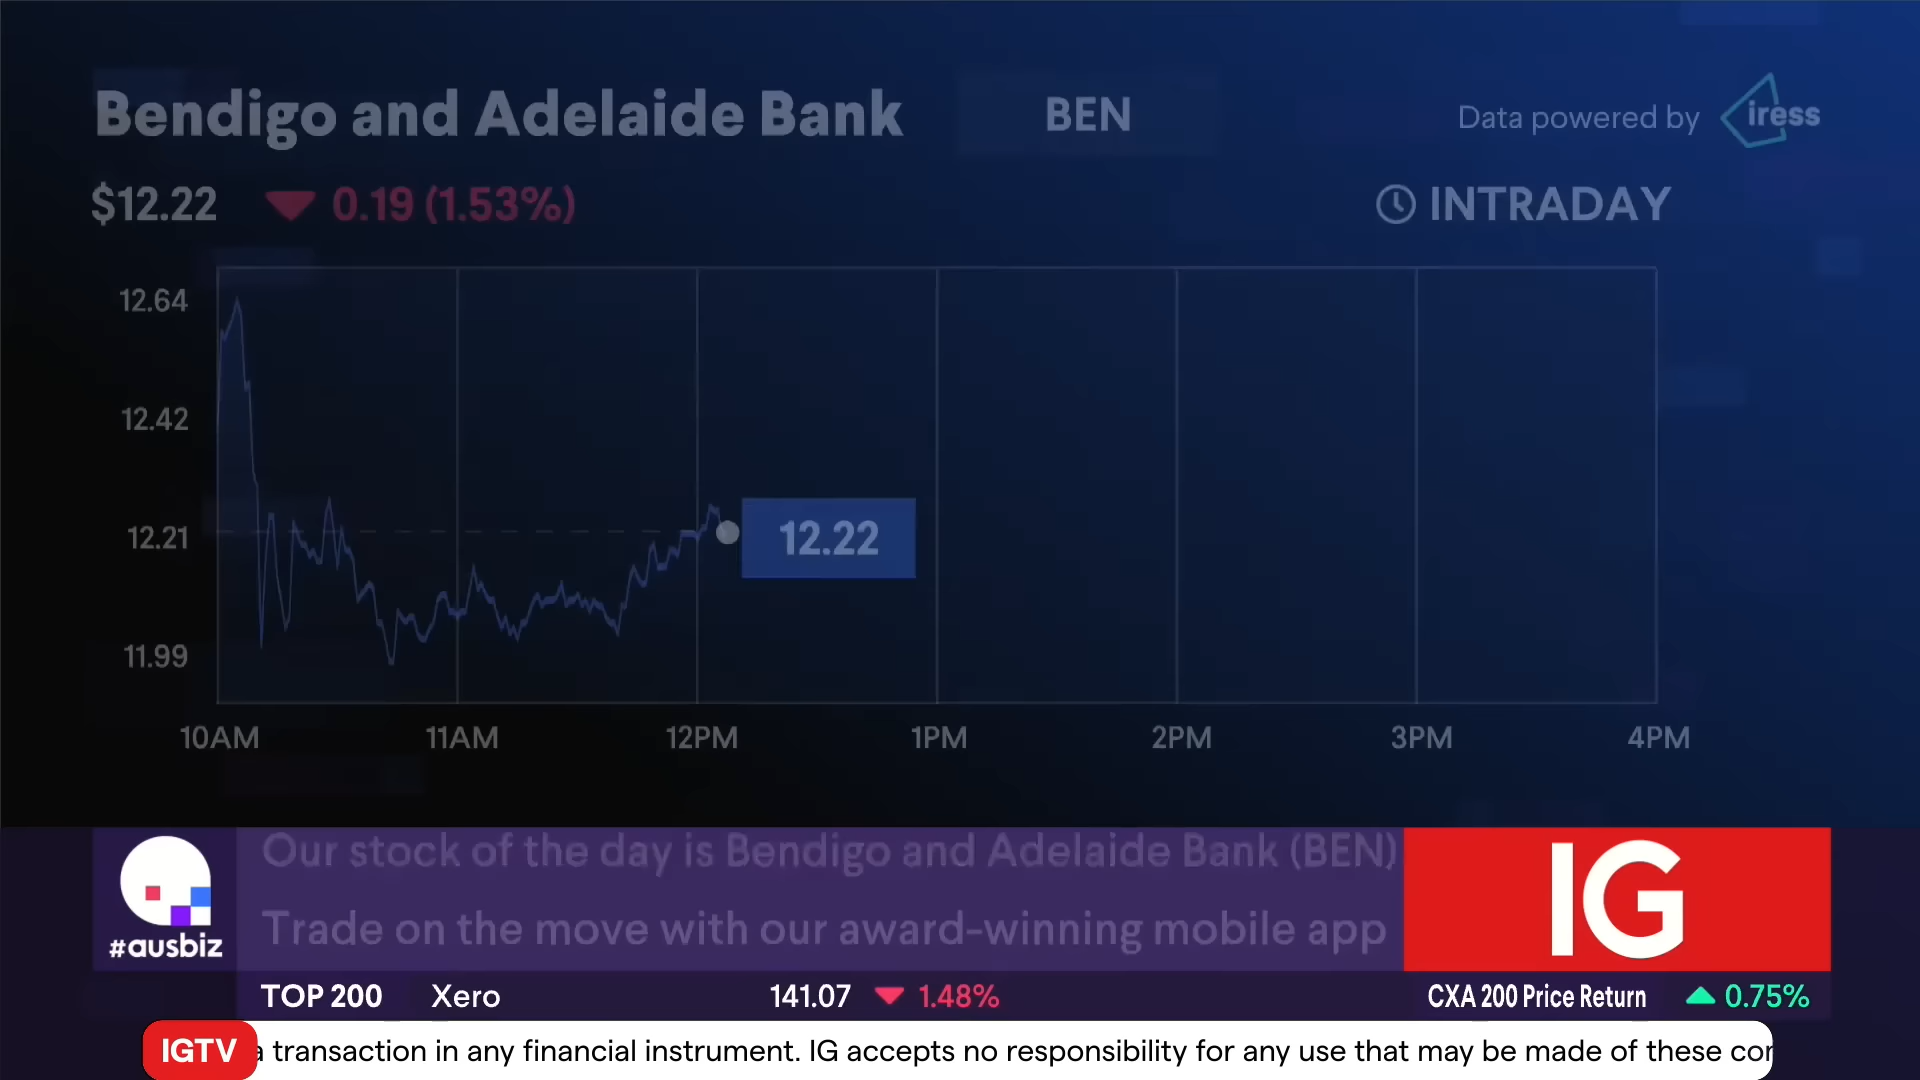 Bendigo and Adelaide Bank
BEN
Data powered by iress
$12.22 0.19 (1.53%)
INTRADAY
12.64
12.42
12.21
11.99
12.22
10AM 11AM 12PM 1PM 2PM 3PM 4PM
Our stock of the day is Bendigo and Adelaide Bank (BEN)
Trade on the move with our award-winning mobile app
#ausbiz
IG
TOP 200 Xero 141.07 1.48%
CXA 200 Price Return 0.75%
IGTV
transaction in any financial instrument. IG accepts no responsibility for any use that may be made of these